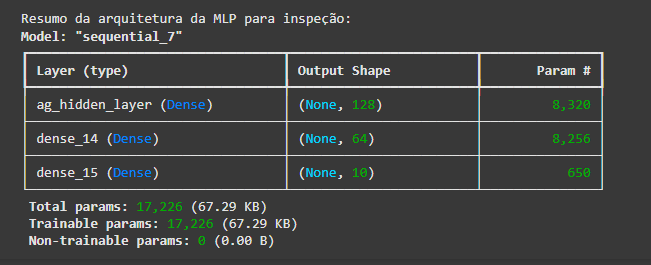 Resumo da arquitetura da MLP para inspeção:
Model: "sequential_7"
Layer (type) Output Shape Param #
ag_hidden_layer (Dense) (None, 128) 8,320
dense_14 (Dense) (None, 64) 8,256
dense_15 (Dense) (None, 10) 650
Total params: 17,226 (67.29 KB)
Trainable params: 17,226 (67.29 KB)
Non-trainable params: 0 (0.00 B)